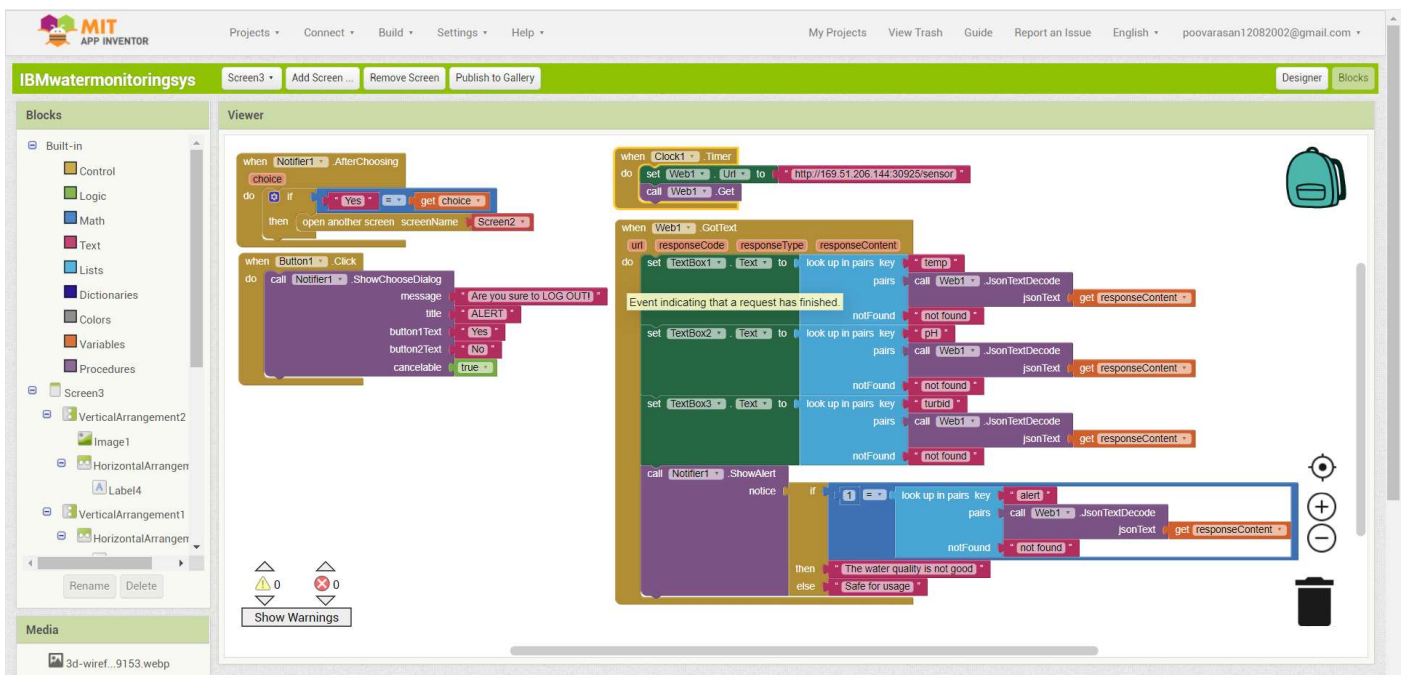 MIT
APP INVENTOR
Projects Connect Build Settings Help My Projects View Trash Guide Report an Issue English poovarasan12082002@gmail.com
IBMwatermonitoringsys Screen3 Add Screen ... Remove Screen Publish to Gallery Designer Blocks
Blocks
Built-in
Control
Logic
Math
Text
Lists
Dictionaries
Colors
Variables
Procedures
Screen3
VerticalArrangement2
Image1
HorizontalArrangem
Label4
VerticalArrangement1
HorizontalArrangem
Rename Delete
Media
3d-wiref...9153.webp
Viewer
when Notifier1 .AfterChoosing
choice
do if " Yes " = get choice
then open another screen screenName Screen2
when Button1 .Click
do call Notifier1 .ShowChooseDialog
message " Are you sure to LOG OUT! "
title " ALERT "
button1Text " Yes "
button2Text " No "
cancelable true
when Clock1 .Timer
do set Web1 . Url to " http://169.51.206.144:30925/sensor "
call Web1 .Get
when Web1 .GotText
url responseCode responseType responseContent
do set TextBox1 . Text to look up in pairs key " temp "
pairs call Web1 .JsonTextDecode
jsonText get responseContent
Event indicating that a request has finished.
notFound " not found "
set TextBox2 . Text to look up in pairs key " pH "
pairs call Web1 .JsonTextDecode
jsonText get responseContent
notFound " not found "
set TextBox3 . Text to look up in pairs key " turbid "
pairs call Web1 .JsonTextDecode
jsonText get responseContent
notFound " not found "
call Notifier1 .ShowAlert
notice if 1 = look up in pairs key " alert "
pairs call Web1 .JsonTextDecode
jsonText get responseContent
notFound " not found "
then " The water quality is not good "
else " Safe for usage "
0 0
Show Warnings